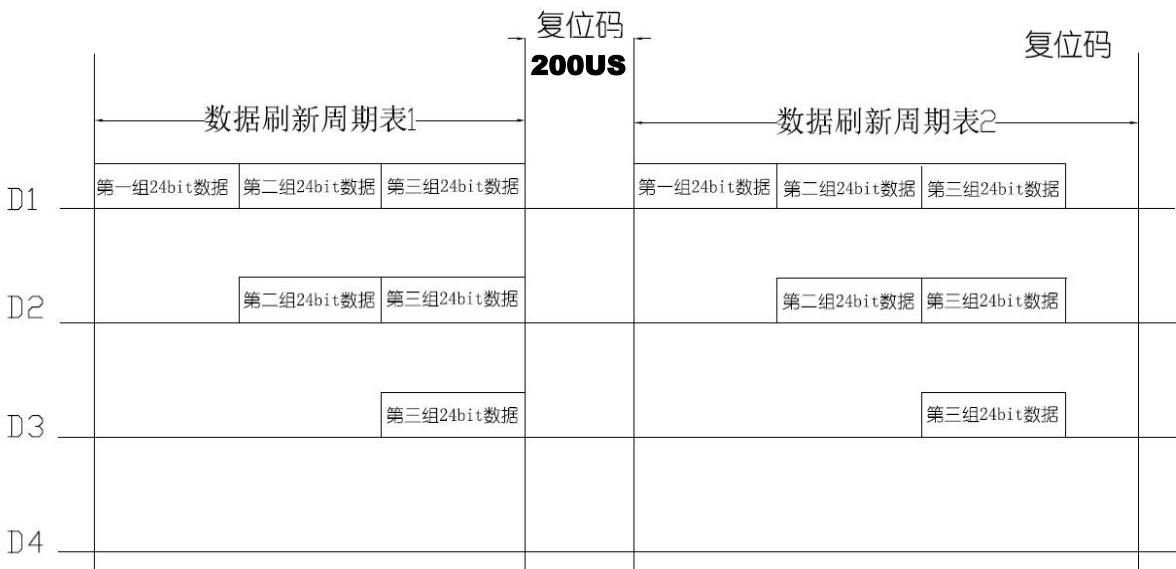 复位码
200US
复位码
数据刷新周期表1
数据刷新周期表2
D1
第一组24bit数据 第二组24bit数据 第三组24bit数据
第一组24bit数据 第二组24bit数据 第三组24bit数据
D2
第二组24bit数据 第三组24bit数据
第二组24bit数据 第三组24bit数据
D3
第三组24bit数据
第三组24bit数据
D4